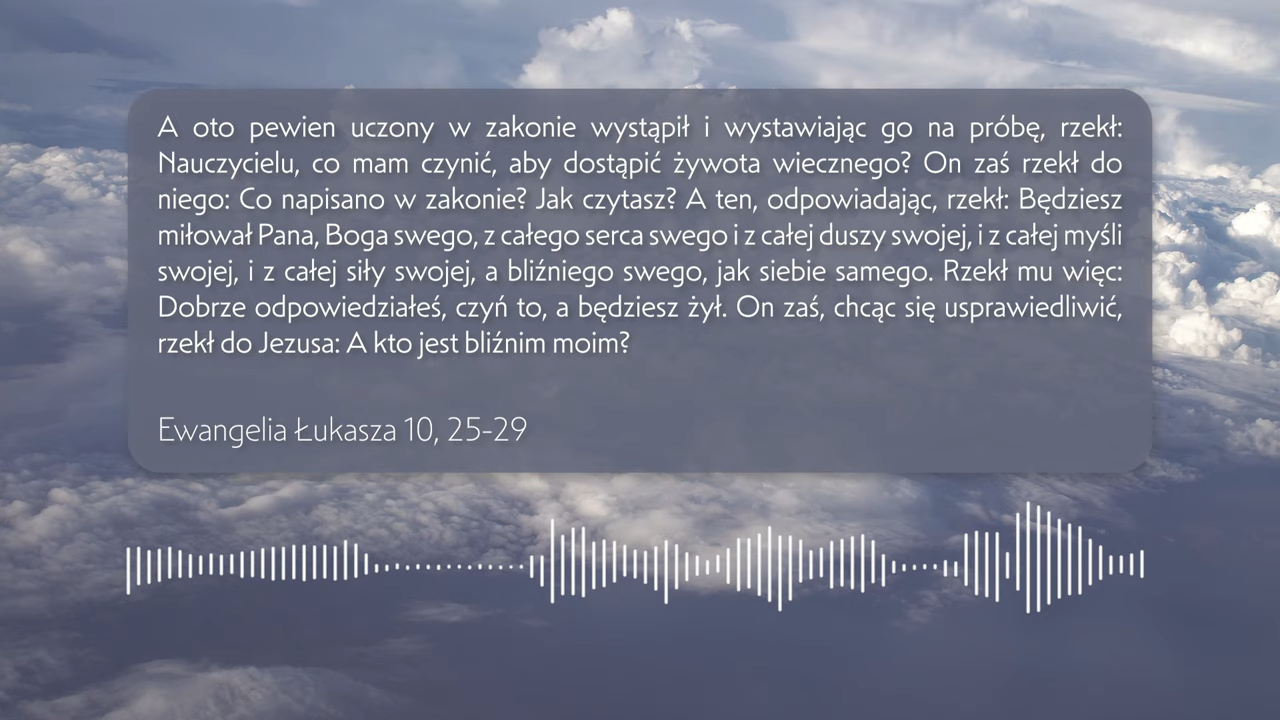 A oto pewien uczony w zakonie wystąpił i wystawiając go na próbę, rzekł:
Nauczycielu, co mam czynić, aby dostąpić żywota wiecznego? On zaś rzekł do
niego: Co napisano w zakonie? Jak czytasz? A ten, odpowiadając, rzekł: Będziesz
miłował Pana, Boga swego, z całego serca swego i z całej duszy swojej, i z całej myśli
swojej, i z całej siły swojej, a bliźniego swego, jak siebie samego. Rzekł mu więc:
Dobrze odpowiedziałeś, czyń to, a będziesz żył. On zaś, chcąc się usprawiedliwić,
rzekł do Jezusa: A kto jest bliźnim moim?
Ewangelia Łukasza 10, 25-29